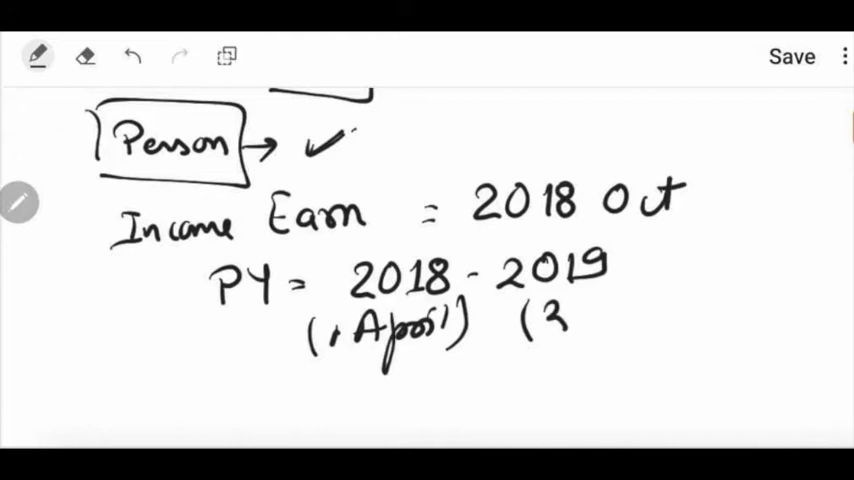 Save
Person → ✓
Income Earn = 2018 Oct
PY = 2018 - 2019
(1 April) (3